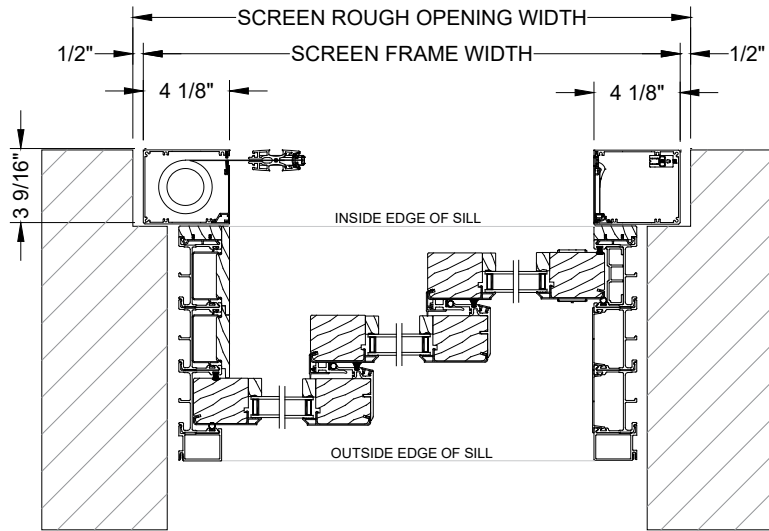 SCREEN ROUGH OPENING WIDTH
1/2" SCREEN FRAME WIDTH 1/2"
4 1/8" 4 1/8"
3 9/16"
INSIDE EDGE OF SILL
OUTSIDE EDGE OF SILL